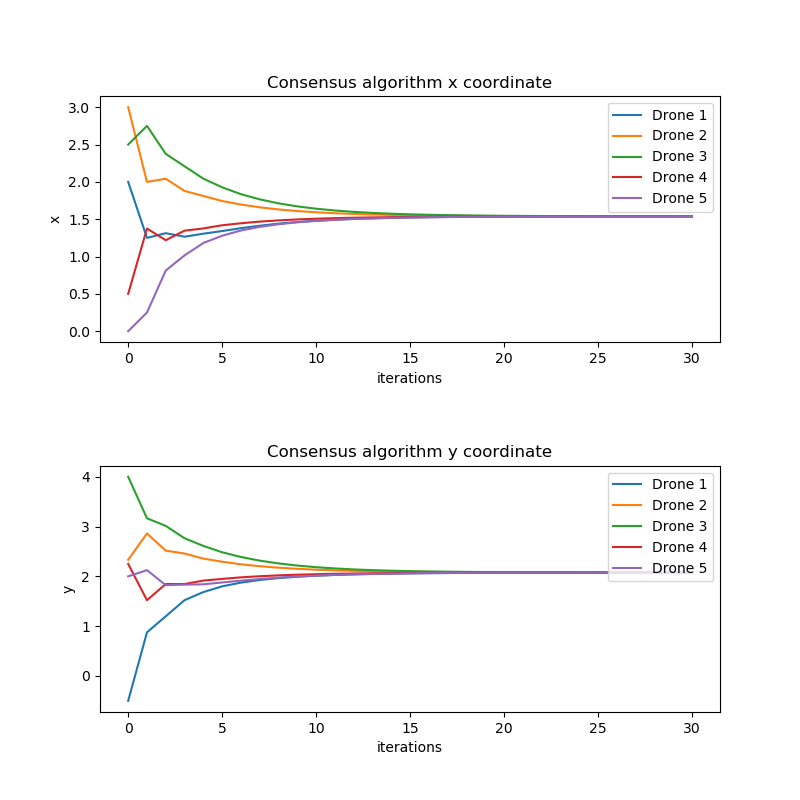 Consensus algorithm x coordinate
3.0
2.5
2.0
1.5
1.0
0.5
0.0
x
Drone 1
Drone 2
Drone 3
Drone 4
Drone 5
0 5 10 15 20 25 30
iterations
Consensus algorithm y coordinate
4
3
2
1
0
y
Drone 1
Drone 2
Drone 3
Drone 4
Drone 5
0 5 10 15 20 25 30
iterations